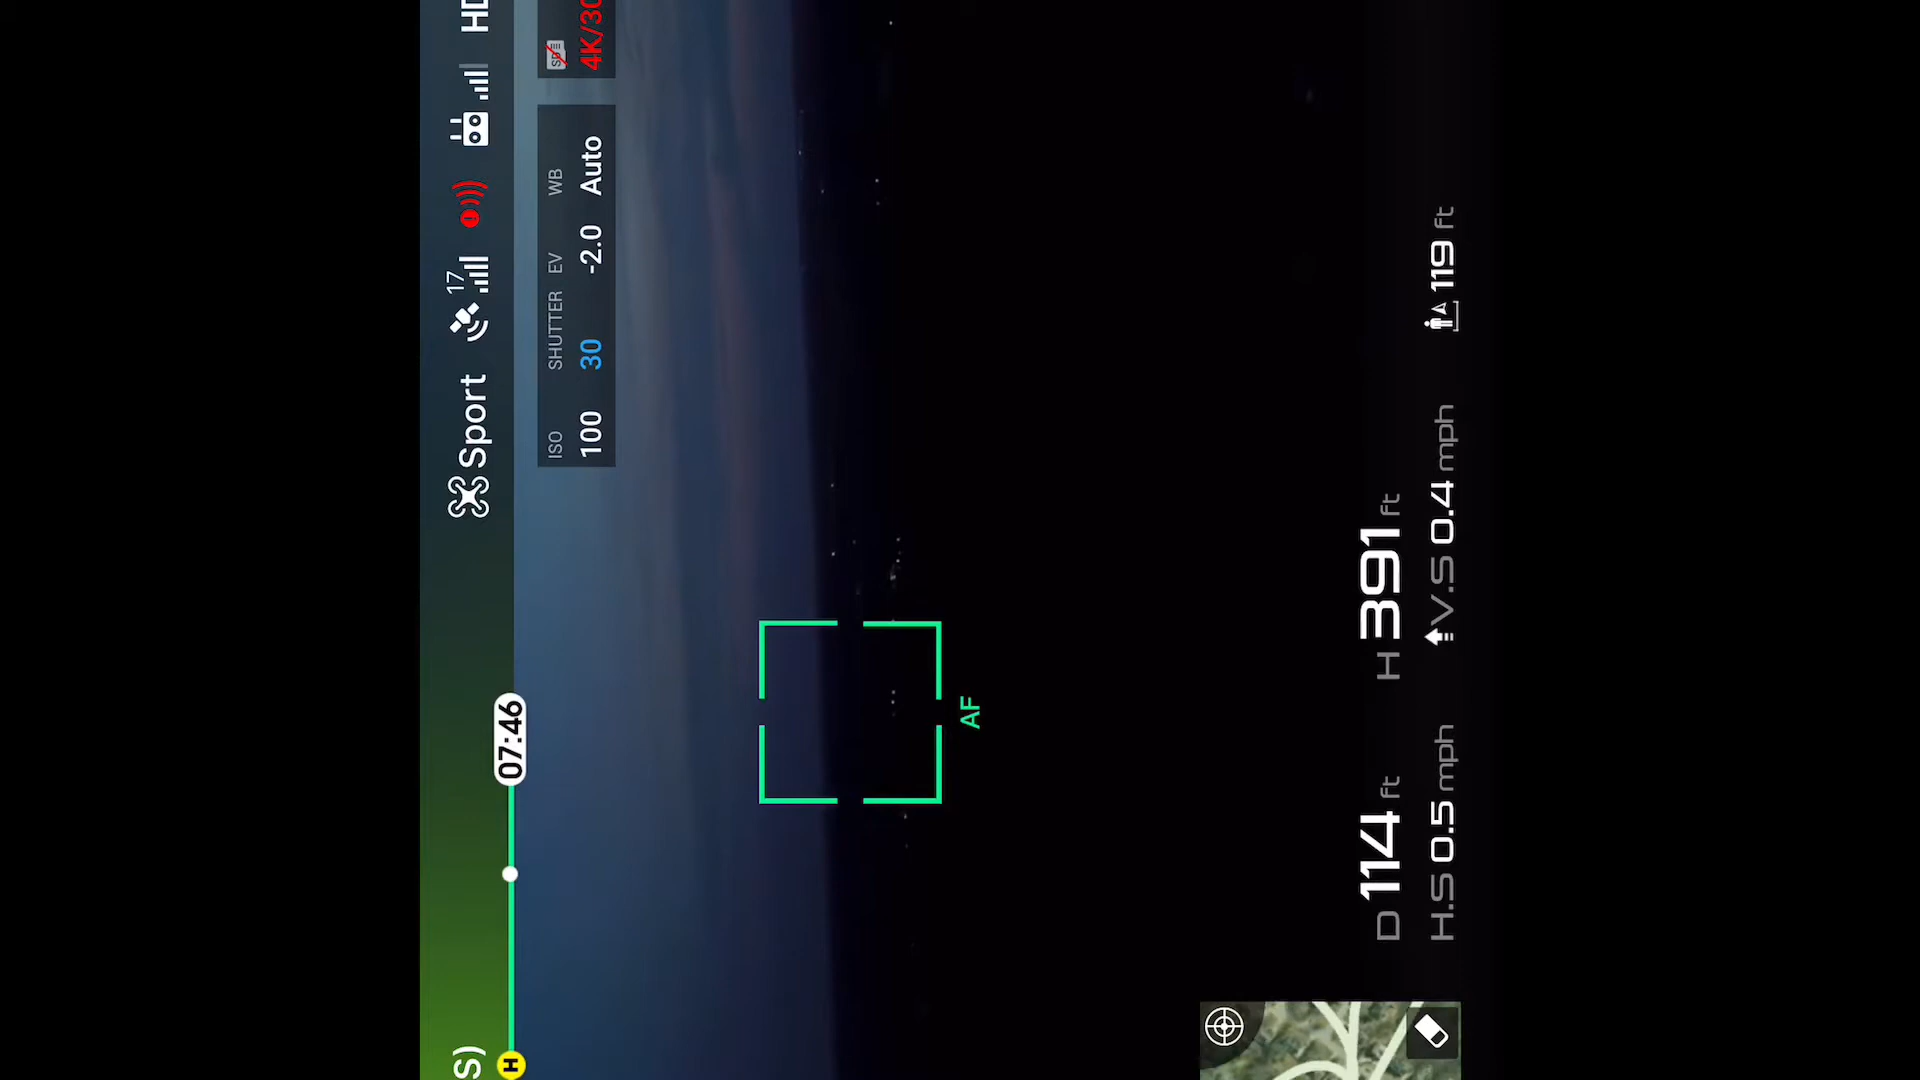 S)
Sport
17
HD
07:46
H
ISO
100
SHUTTER
30
EV
-2.0
WB
Auto
SD
4K/30
AF
D 114 ft
H 391 ft
H.S 0.5 mph
V.S 0.4 mph
119 ft